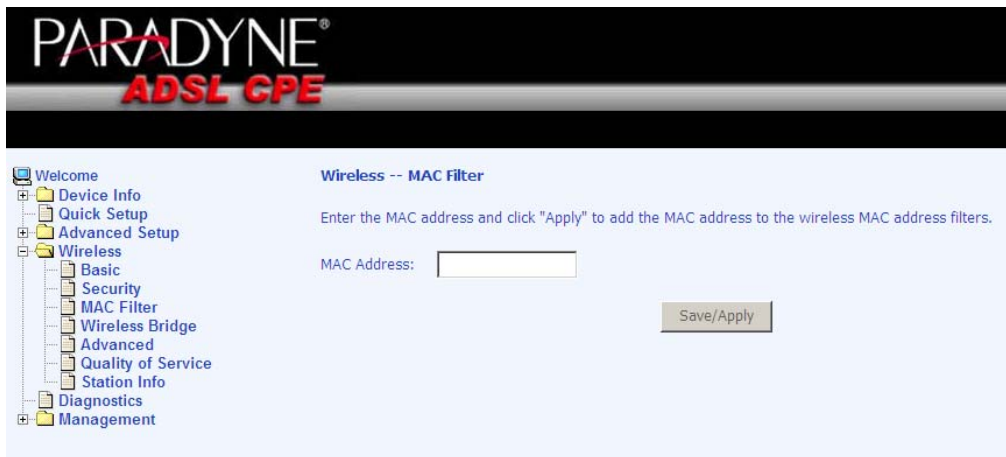 PARADYNE®
ADSL CPE
Welcome
Device Info
Quick Setup
Advanced Setup
Wireless
Basic
Security
MAC Filter
Wireless Bridge
Advanced
Quality of Service
Station Info
Diagnostics
Management
Wireless -- MAC Filter
Enter the MAC address and click "Apply" to add the MAC address to the wireless MAC address filters.
MAC Address:
Save/Apply